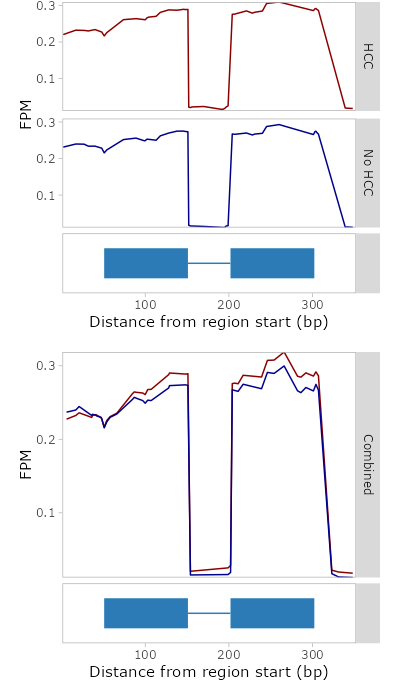 0.3
0.2
0.1
HCC
FPM
0.3
0.2
0.1
No HCC
100 200 300
Distance from region start (bp)
0.3
0.2
0.1
FPM
Combined
100 200 300
Distance from region start (bp)